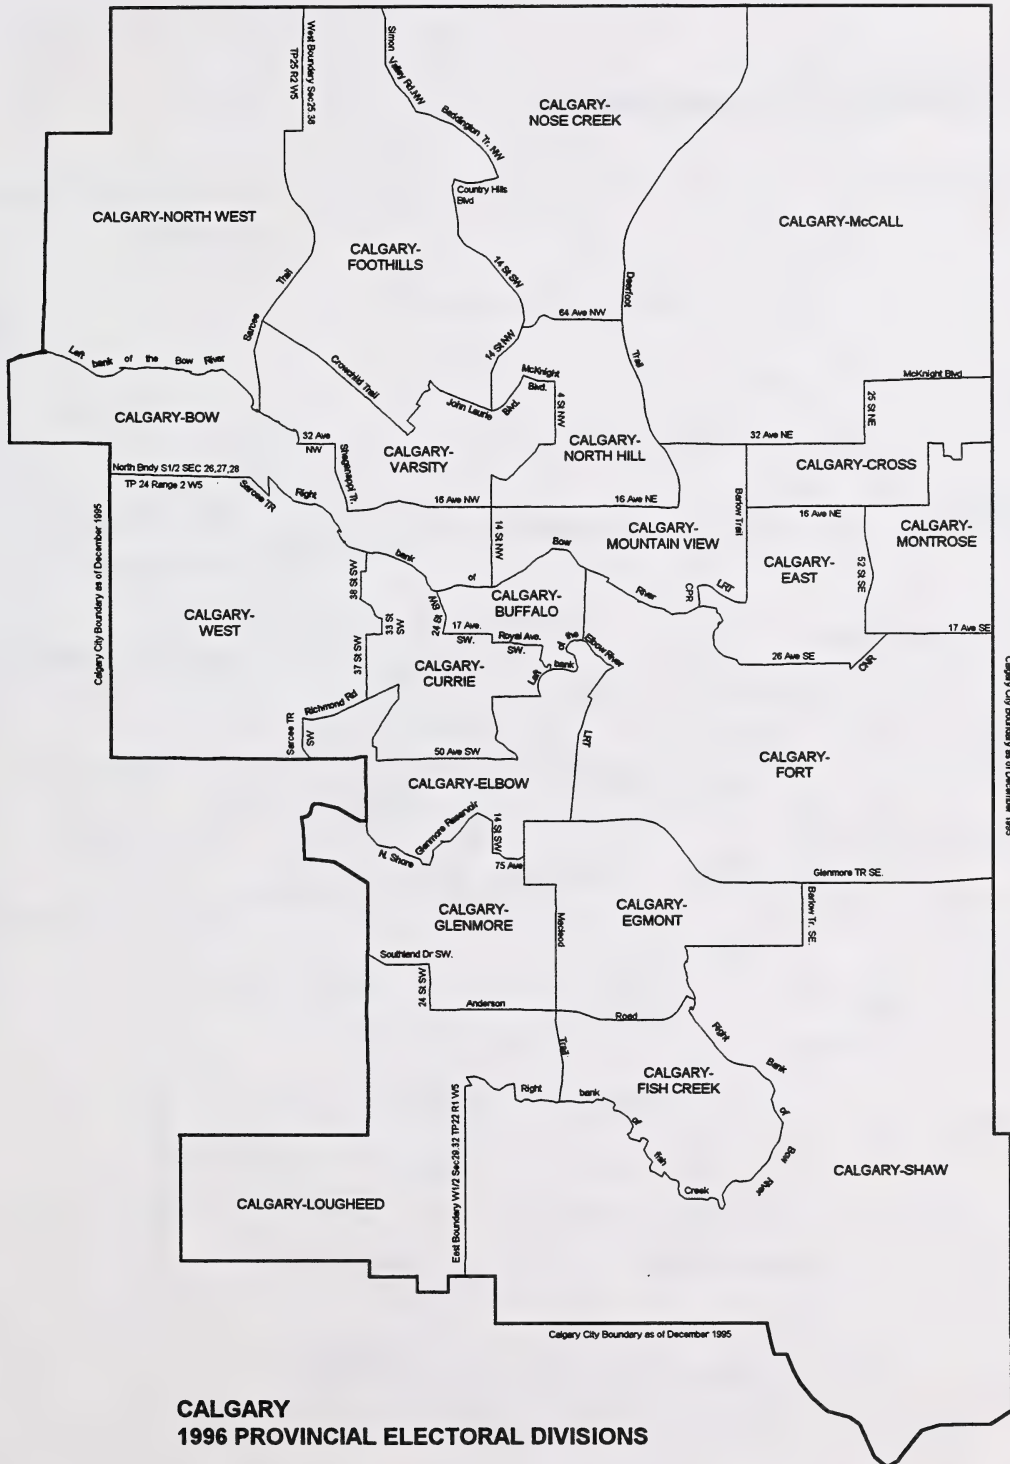 West Boundary Sec25 36
TP25 R2 W5
Simon
Valley Rd.NW
Beddington Tr. NW
CALGARY-
NOSE CREEK
Country Hills
Blvd
CALGARY-NORTH WEST
CALGARY-McCALL
CALGARY-
FOOTHILLS
14 St SW
Deerfoot
Trail
Sarcee
Trail
64 Ave NW
14 St NW
Left
bank
of
the
Bow
River
Crowchild Trail
McKnight
Blvd.
John Laurie
Blvd.
4 St NW
McKnight Blvd
25 St NE
CALGARY-BOW
32 Ave
NW
CALGARY-
VARSITY
CALGARY-
NORTH HILL
32 Ave NE
CALGARY-CROSS
North Bndy S1/2 SEC 26,27,28
TP 24 Range 2 W5
Sarcee TR
Right
Shaganappi Tr.
16 Ave NW
16 Ave NE
Barlow Trail
16 Ave NE
CALGARY-
MONTROSE
Calgary City Boundary as of December 1995
14 St NW
CALGARY-
MOUNTAIN VIEW
CALGARY-
EAST
52 St SE
bank
of
Bow
River
CPR
LRT
38 St SW
33 St
SW
24 St SW
CALGARY-
BUFFALO
CALGARY-
WEST
17 Ave.
SW.
Royal Ave.
SW.
Left
bank
of
the
Elbow River
17 Ave SE
26 Ave SE
CNR
37 St SW
CALGARY-
CURRIE
Richmond Rd
Sarcee TR
SW
50 Ave SW
LRT
CALGARY-
FORT
Calgary City Boundary as of December 1995
CALGARY-ELBOW
N. Shore
Glenmore Reservoir
14 St SW
75 Ave
Glenmore TR SE.
Barlow Tr. SE.
CALGARY-
GLENMORE
CALGARY-
EGMONT
Macleod
Southland Dr SW.
24 St SW
Anderson
Road
Trail
Right
Bank
of
Bow
River
CALGARY-
FISH CREEK
Right
bank
of
fish
Creek
East Boundary W1/2 Sec29.32 TP22 R1 W5
CALGARY-SHAW
CALGARY-LOUGHEED
Calgary City Boundary as of December 1995
CALGARY
1996 PROVINCIAL ELECTORAL DIVISIONS